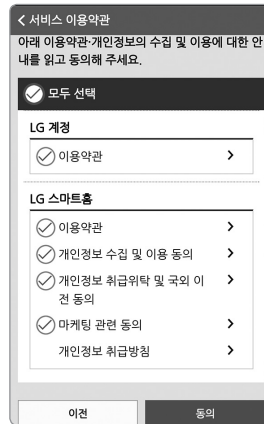 서비스 이용약관
아래 이용약관·개인정보의 수집 및 이용에 대한 안
내를 읽고 동의해 주세요.
모두 선택
LG 계정
이용약관
LG 스마트홈
이용약관
개인정보 수집 및 이용 동의
개인정보 취급위탁 및 국외 이
전 동의
마케팅 관련 동의
개인정보 취급방침
이전
동의